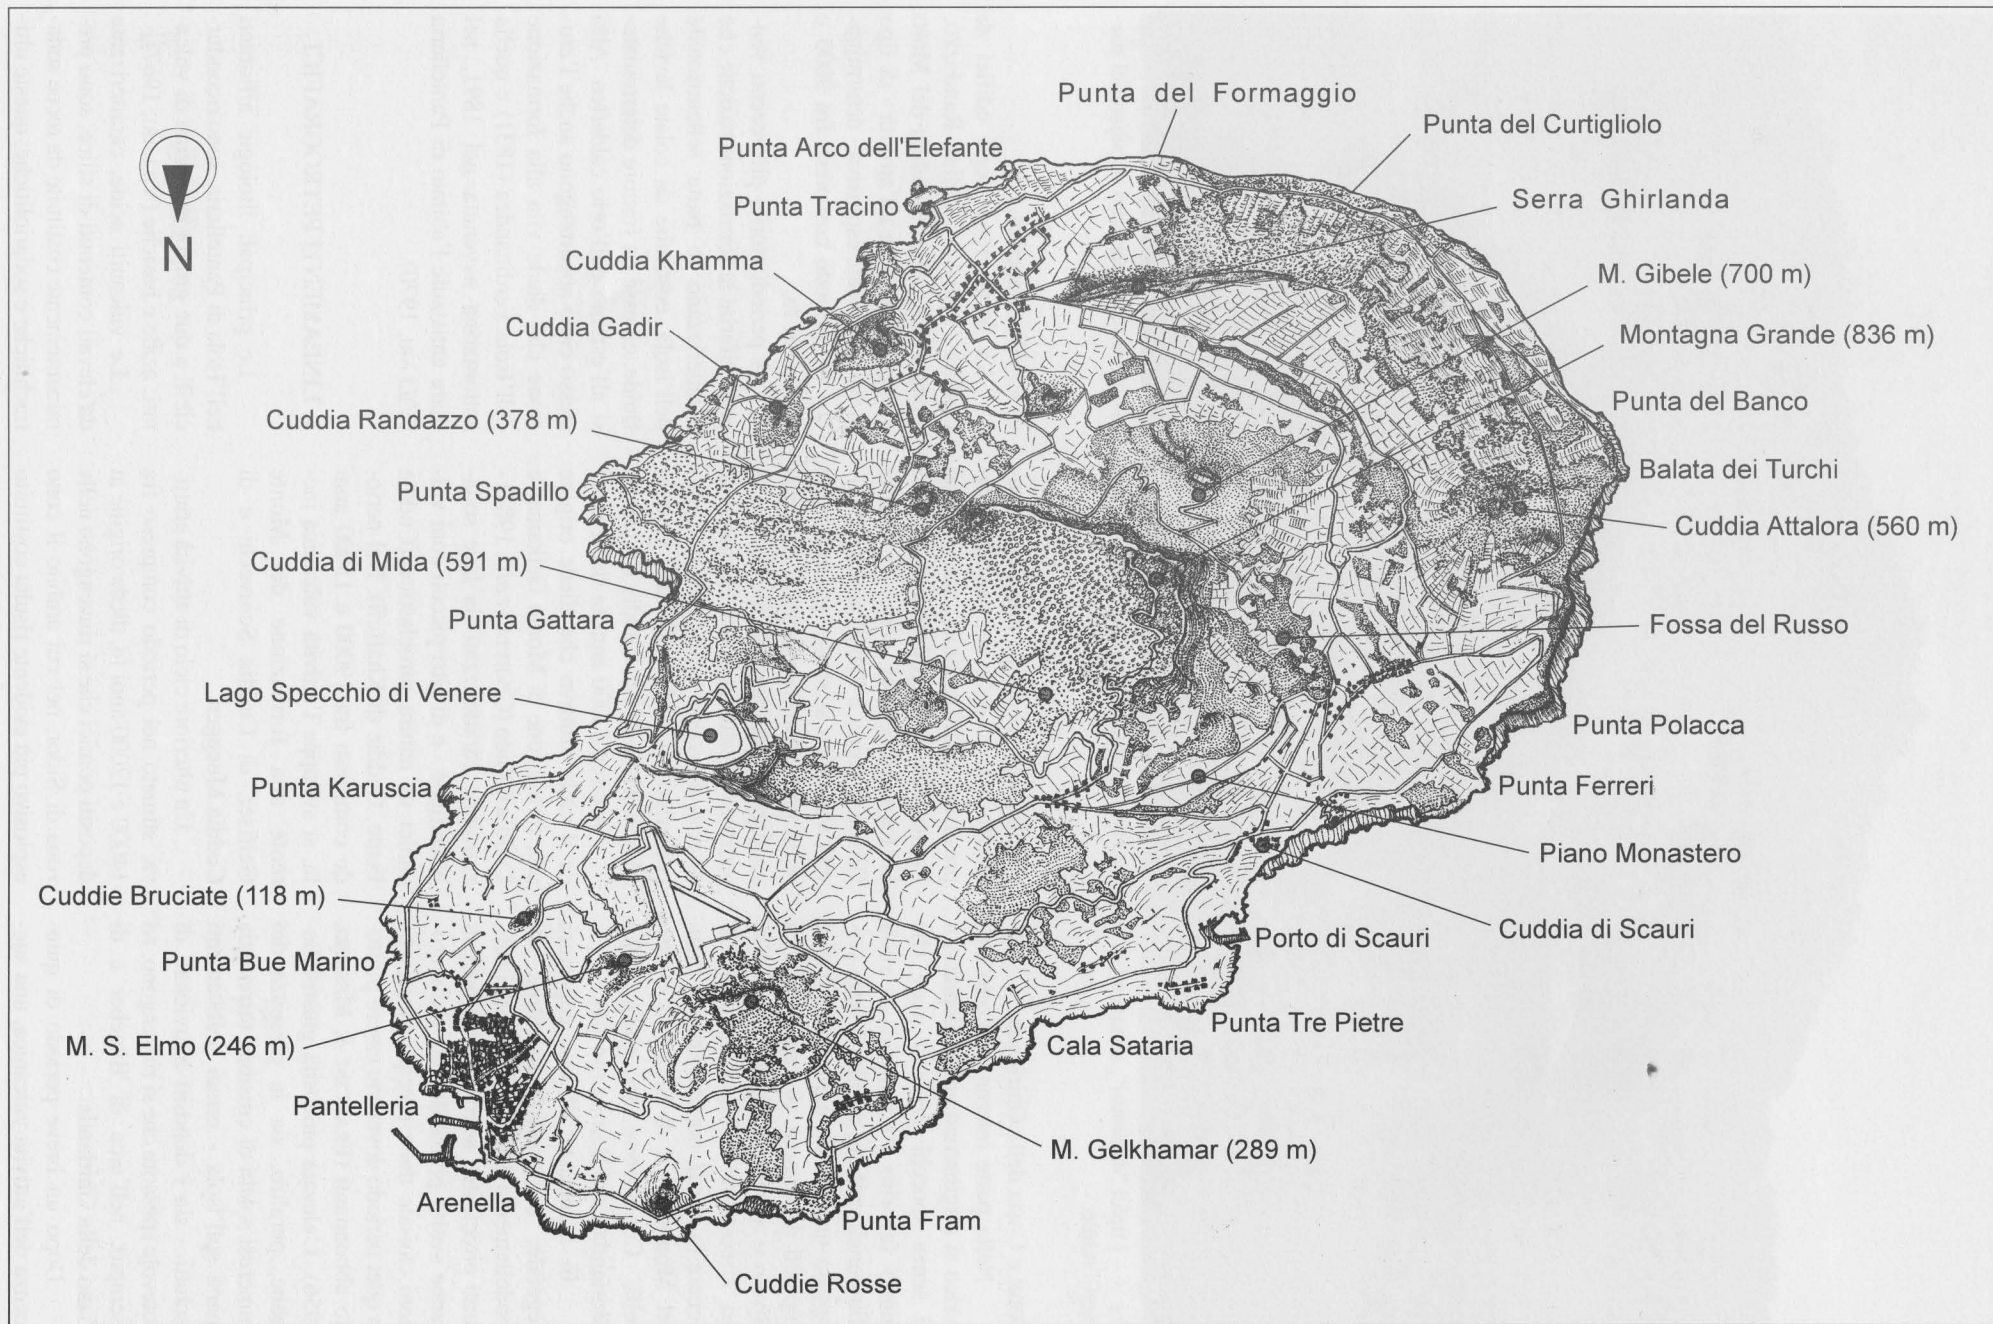 Punta del Formaggio
Punta del Curtigliolo
Punta Arco dell'Elefante
Serra Ghirlanda
Punta Tracino
N
Cuddia Khamma
M. Gibele (700 m)
Cuddia Gadir
Montagna Grande (836 m)
Punta del Banco
Cuddia Randazzo (378 m)
Balata dei Turchi
Punta Spadillo
Cuddia Attalora (560 m)
Cuddia di Mida (591 m)
Punta Gattara
Fossa del Russo
Lago Specchio di Venere
Punta Polacca
Punta Karuscia
Punta Ferreri
Piano Monastero
Cuddie Bruciate (118 m)
Cuddia di Scauri
Porto di Scauri
Punta Bue Marino
Punta Tre Pietre
M. S. Elmo (246 m)
Cala Sataria
Pantelleria
M. Gelkhamar (289 m)
Arenella
Punta Fram
Cuddie Rosse